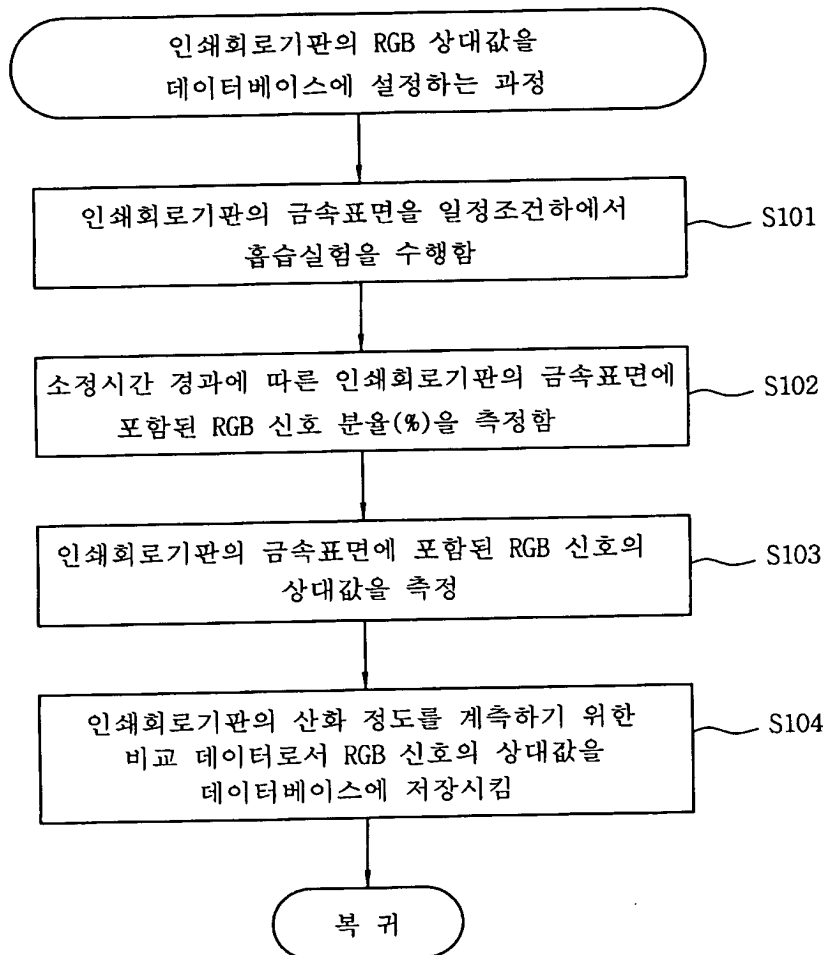 인쇄회로기판의 RGB 상대값을
데이터베이스에 설정하는 과정
인쇄회로기판의 금속표면을 일정조건하에서
흡습실험을 수행함
S101
소정시간 경과에 따른 인쇄회로기판의 금속표면에
포함된 RGB 신호 분율(%)을 측정함
S102
인쇄회로기판의 금속표면에 포함된 RGB 신호의
상대값을 측정
S103
인쇄회로기판의 산화 정도를 계측하기 위한
비교 데이터로서 RGB 신호의 상대값을
데이터베이스에 저장시킴
S104
복 귀